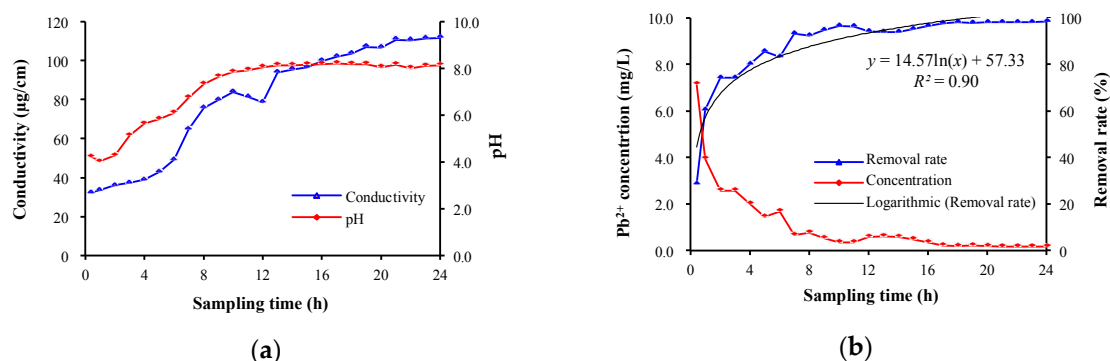 120
100
80
60
40
20
0
Conductivity (µg/cm)
10.0
8.0
6.0
4.0
2.0
0.0
pH
Conductivity
pH
0 4 8 12 16 20 24
Sampling time (h)
(a)
10.0
8.0
6.0
4.0
2.0
0.0
Pb²⁺ concentrtion (mg/L)
100
80
60
40
20
0
Removal rate (%)
y = 14.57ln(x) + 57.33
R² = 0.90
Removal rate
Concentration
Logarithmic (Removal rate)
0 4 8 12 16 20 24
Sampling time (h)
(b)